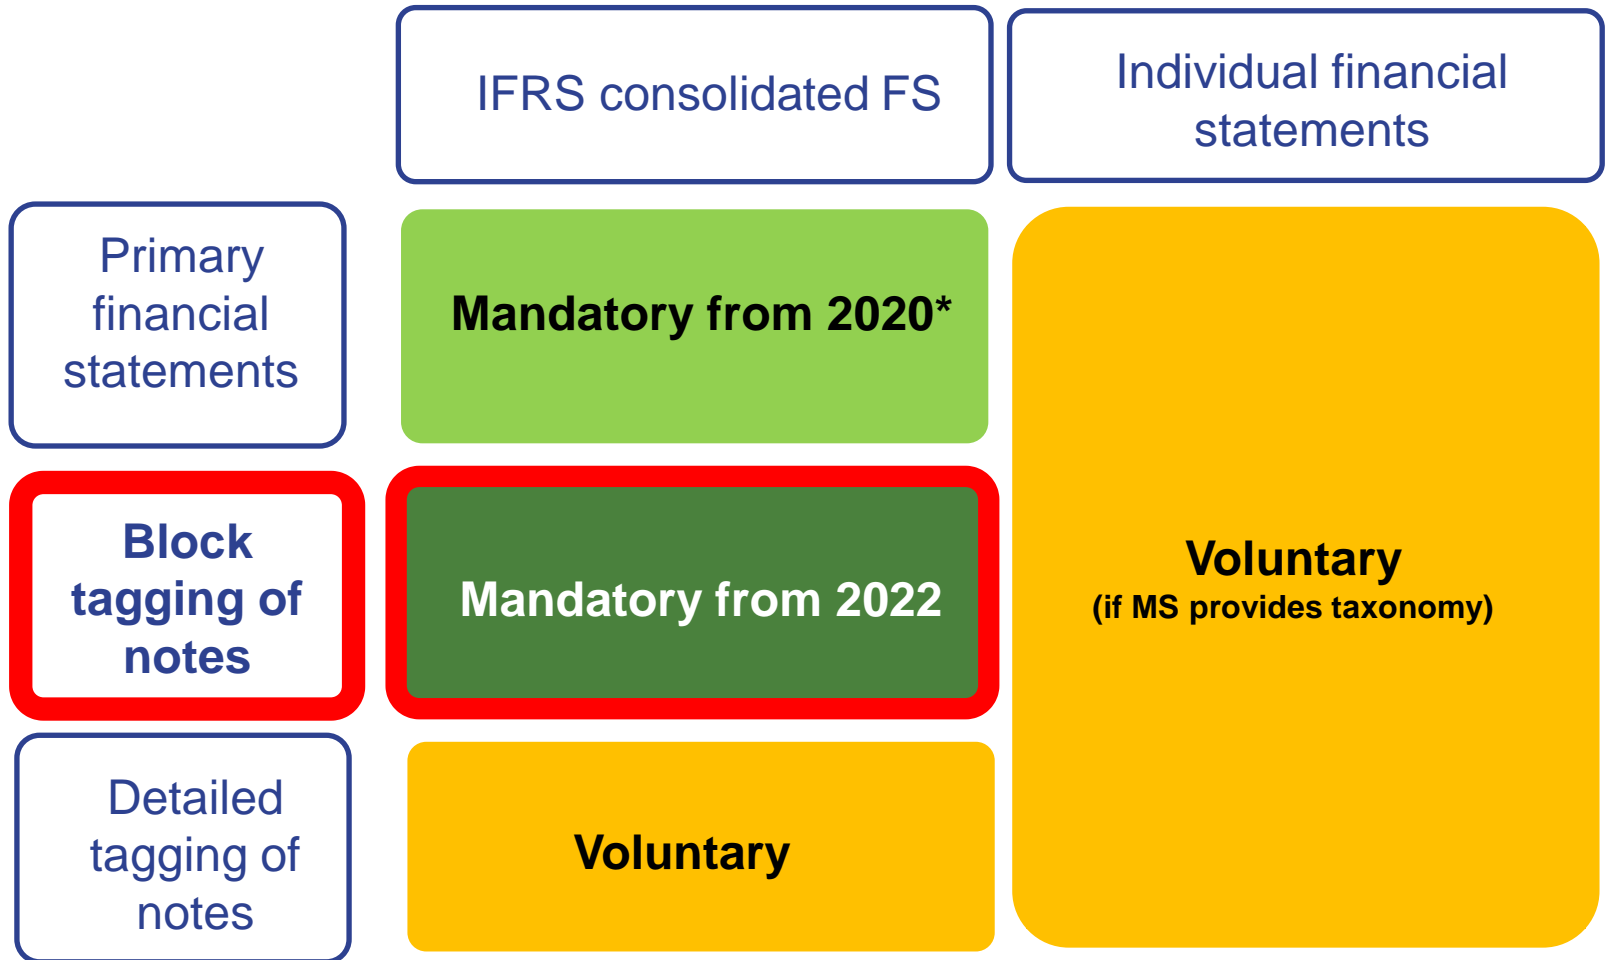 IFRS consolidated FS
Individual financial
statements
Primary
financial
statements
Mandatory from 2020*
Block
tagging of
notes
Mandatory from 2022
Voluntary
(if MS provides taxonomy)
Detailed
tagging of
notes
Voluntary